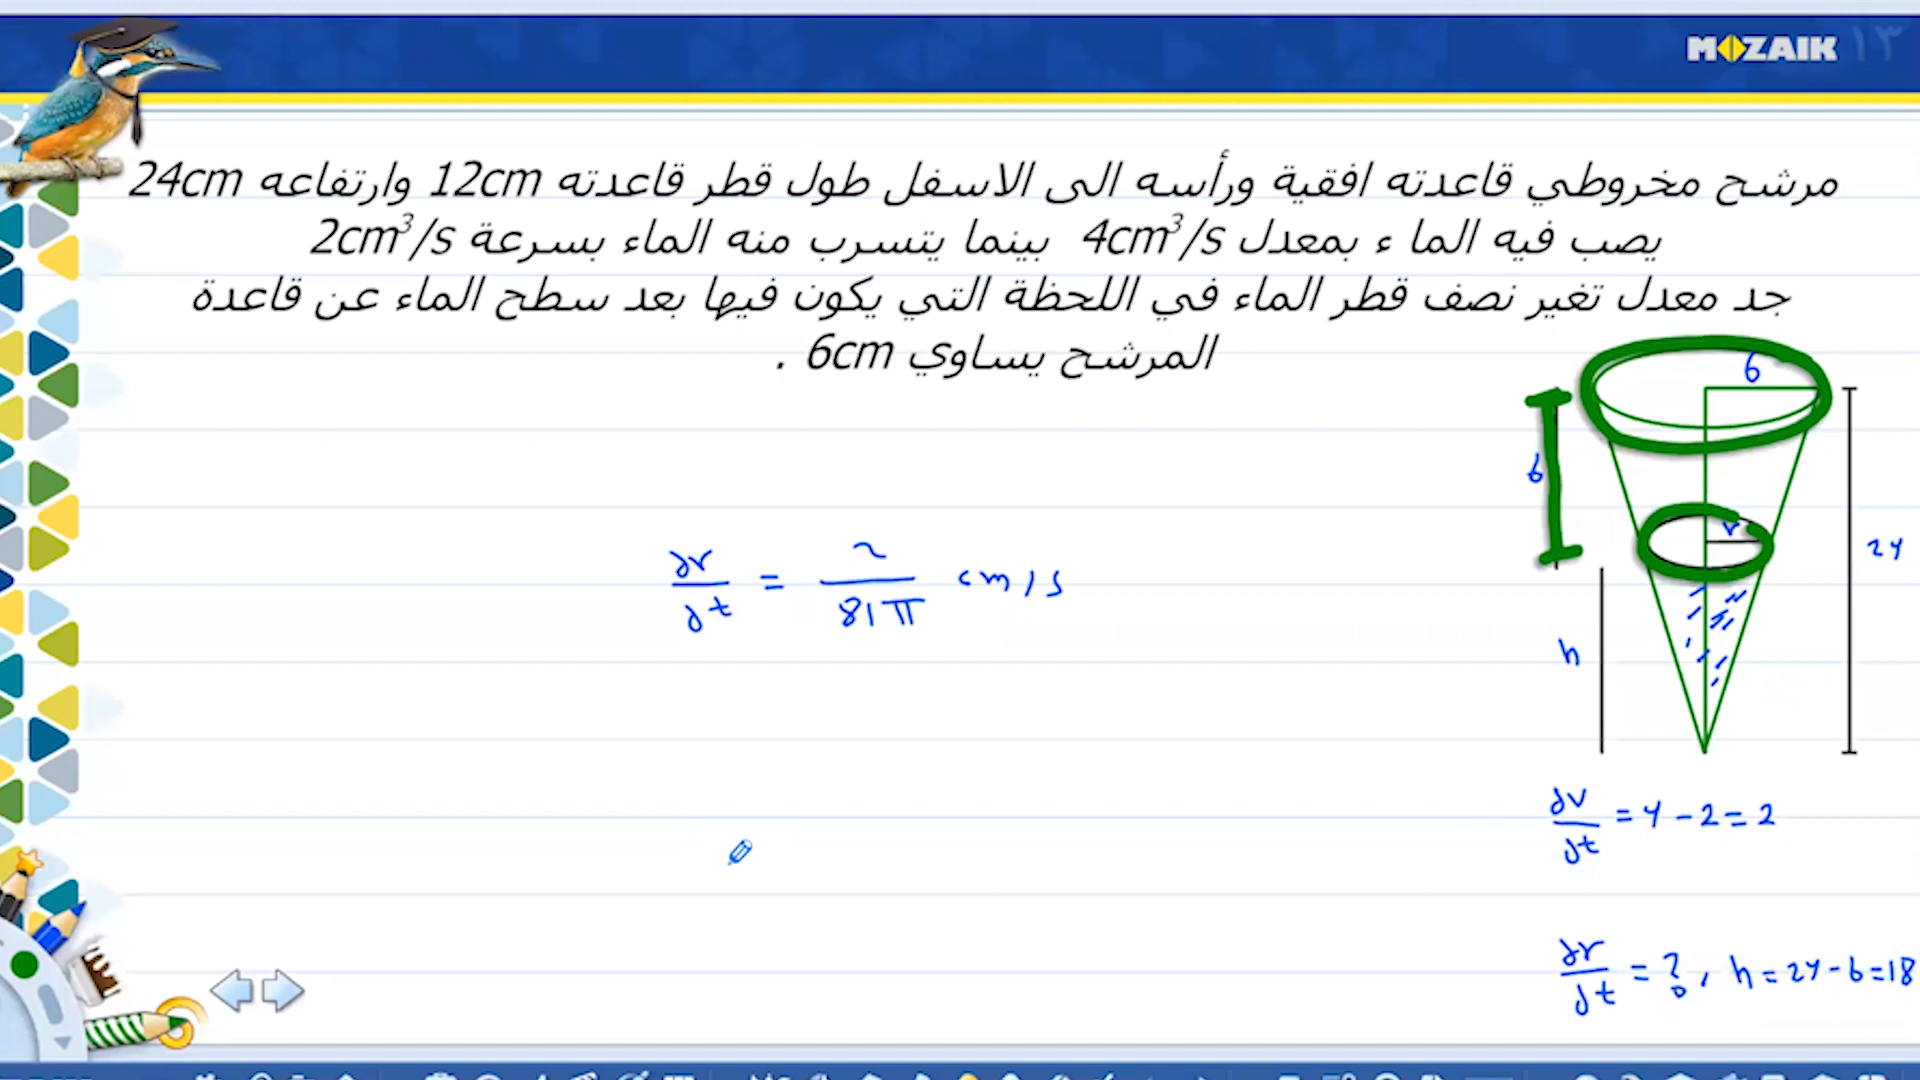 MOZAIK ١٣
مرشح مخروطي قاعدته افقية ورأسه الى الاسفل طول قطر قاعدته 12cm وارتفاعه 24cm
يصب فيه الما ء بمعدل 4cm³/s بينما يتسرب منه الماء بسرعة 2cm³/s
جد معدل تغير نصف قطر الماء في اللحظة التي يكون فيها بعد سطح الماء عن قاعدة
المرشح يساوي 6cm .
6
6
r
24
h
dr/dt = 2/81π cm/s
dv/dt = 4 - 2 = 2
dr/dt = ? , h = 24 - 6 = 18